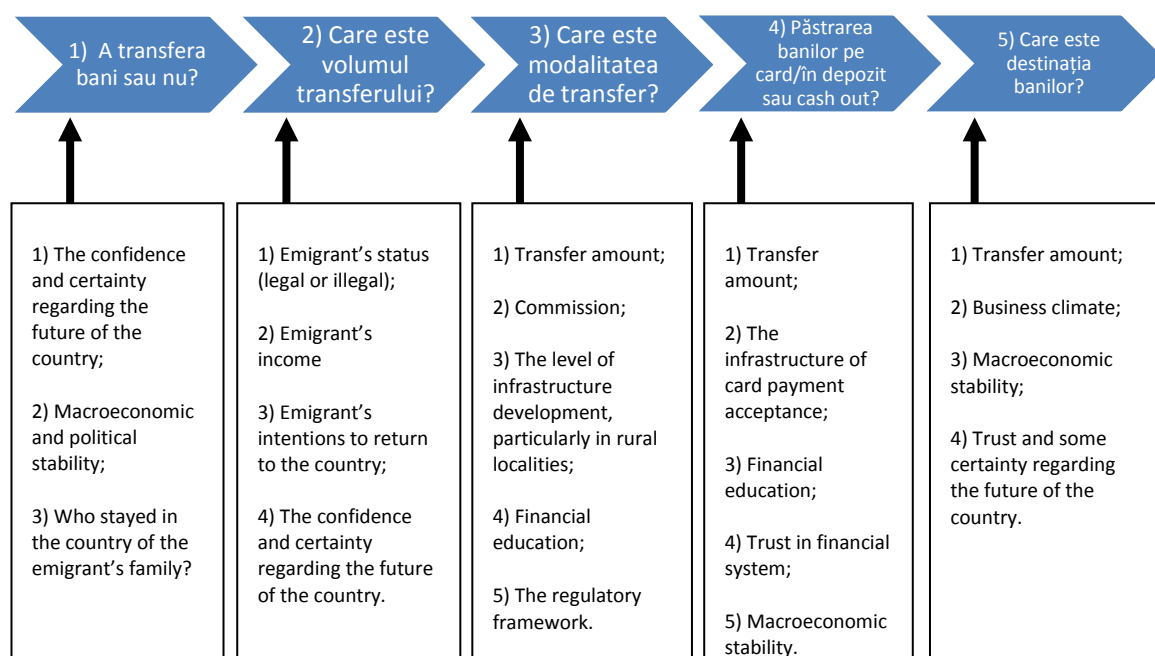 1) A transfera
bani sau nu?
2) Care este
volumul
transferului?
3) Care este
modalitatea
de transfer?
4) Păstrarea
banilor pe
card/în depozit
sau cash out?
5) Care este
destinația
banilor?
1) The confidence
and certainty
regarding the
future of the
country;
2) Macroeconomic
and political
stability;
3) Who stayed in
the country of the
emigrant's family?
1) Emigrant's status
(legal or illegal);
2) Emigrant's
income
3) Emigrant's
intentions to return
to the country;
4) The confidence
and certainty
regarding the future
of the country.
1) Transfer amount;
2) Commission;
3) The level of
infrastructure
development,
particularly in rural
localities;
4) Financial
education;
5) The regulatory
framework.
1) Transfer
amount;
2) The
infrastructure of
card payment
acceptance;
3) Financial
education;
4) Trust in financial
system;
5) Macroeconomic
stability.
1) Transfer amount;
2) Business climate;
3) Macroeconomic
stability;
4) Trust and some
certainty regarding
the future of the
country.